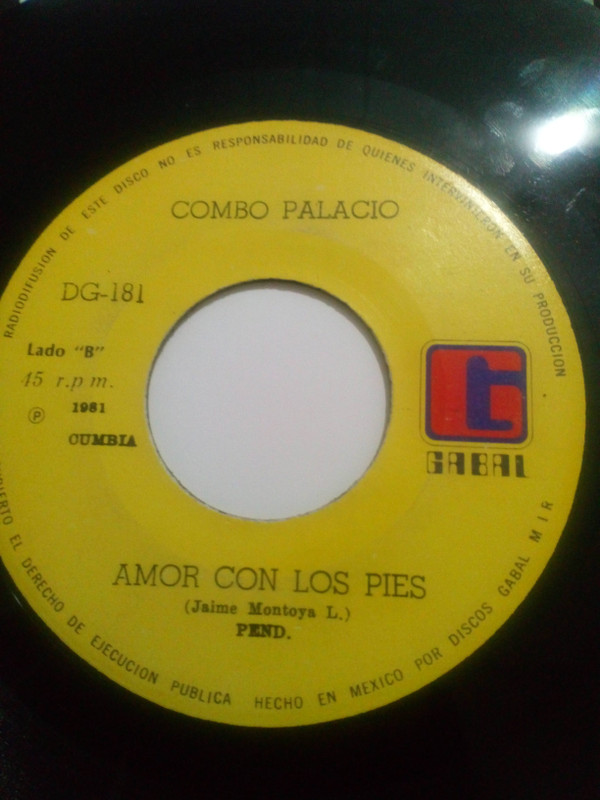 RADIODIFUSION DE ESTE DISCO NO ES RESPONSABILIDAD DE QUIENES INTERVINIERON EN SU PRODUCCION
COMBO PALACIO
DG-181
Lado "B"
45 r.p.m.
Ⓟ 1981
CUMBIA
GABAL
AMOR CON LOS PIES
(Jaime Montoya L.)
PEND.
EL DERECHO DE EJECUCION PUBLICA HECHO EN MEXICO POR DISCOS GABAL MIR